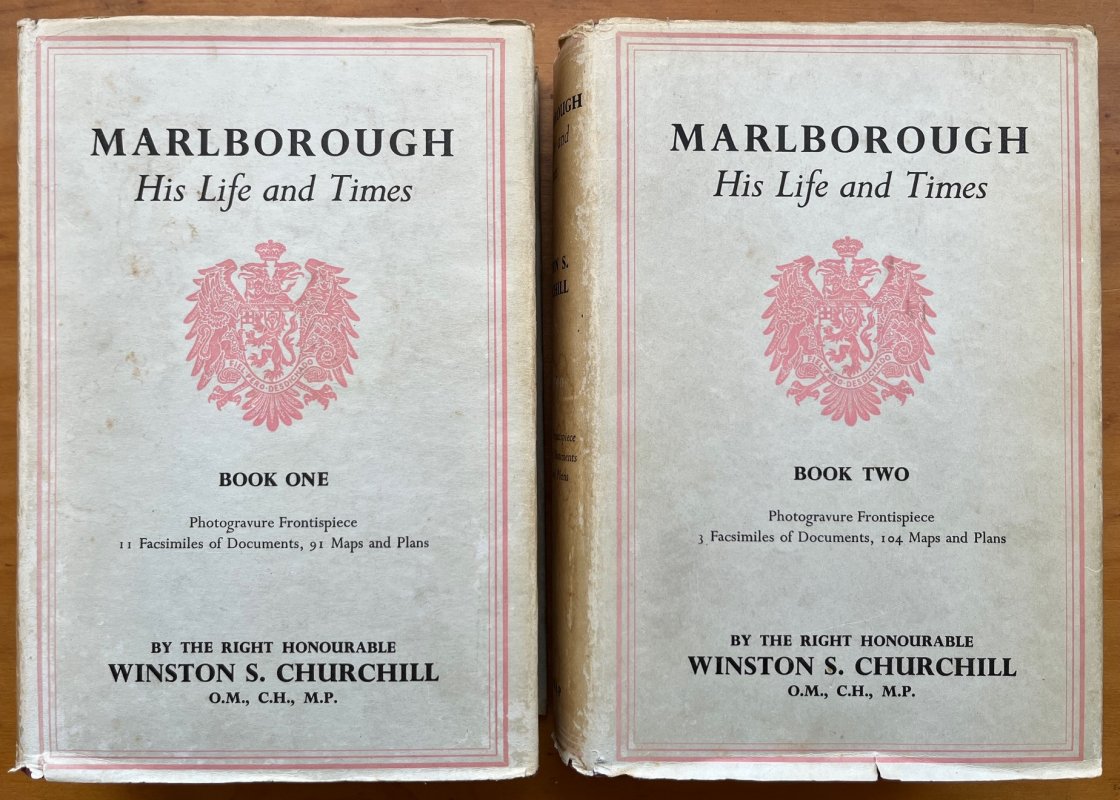 MARLBOROUGH
His Life and Times
FIEL PERO DESDICHADO
BOOK ONE
Photogravure Frontispiece
11 Facsimiles of Documents, 91 Maps and Plans
BY THE RIGHT HONOURABLE
WINSTON S. CHURCHILL
O.M., C.H., M.P.
and
MARLBOROUGH
His Life and Times
FIEL PERO DESDICHADO
BOOK TWO
Photogravure Frontispiece
3 Facsimiles of Documents, 104 Maps and Plans
BY THE RIGHT HONOURABLE
WINSTON S. CHURCHILL
O.M., C.H., M.P.